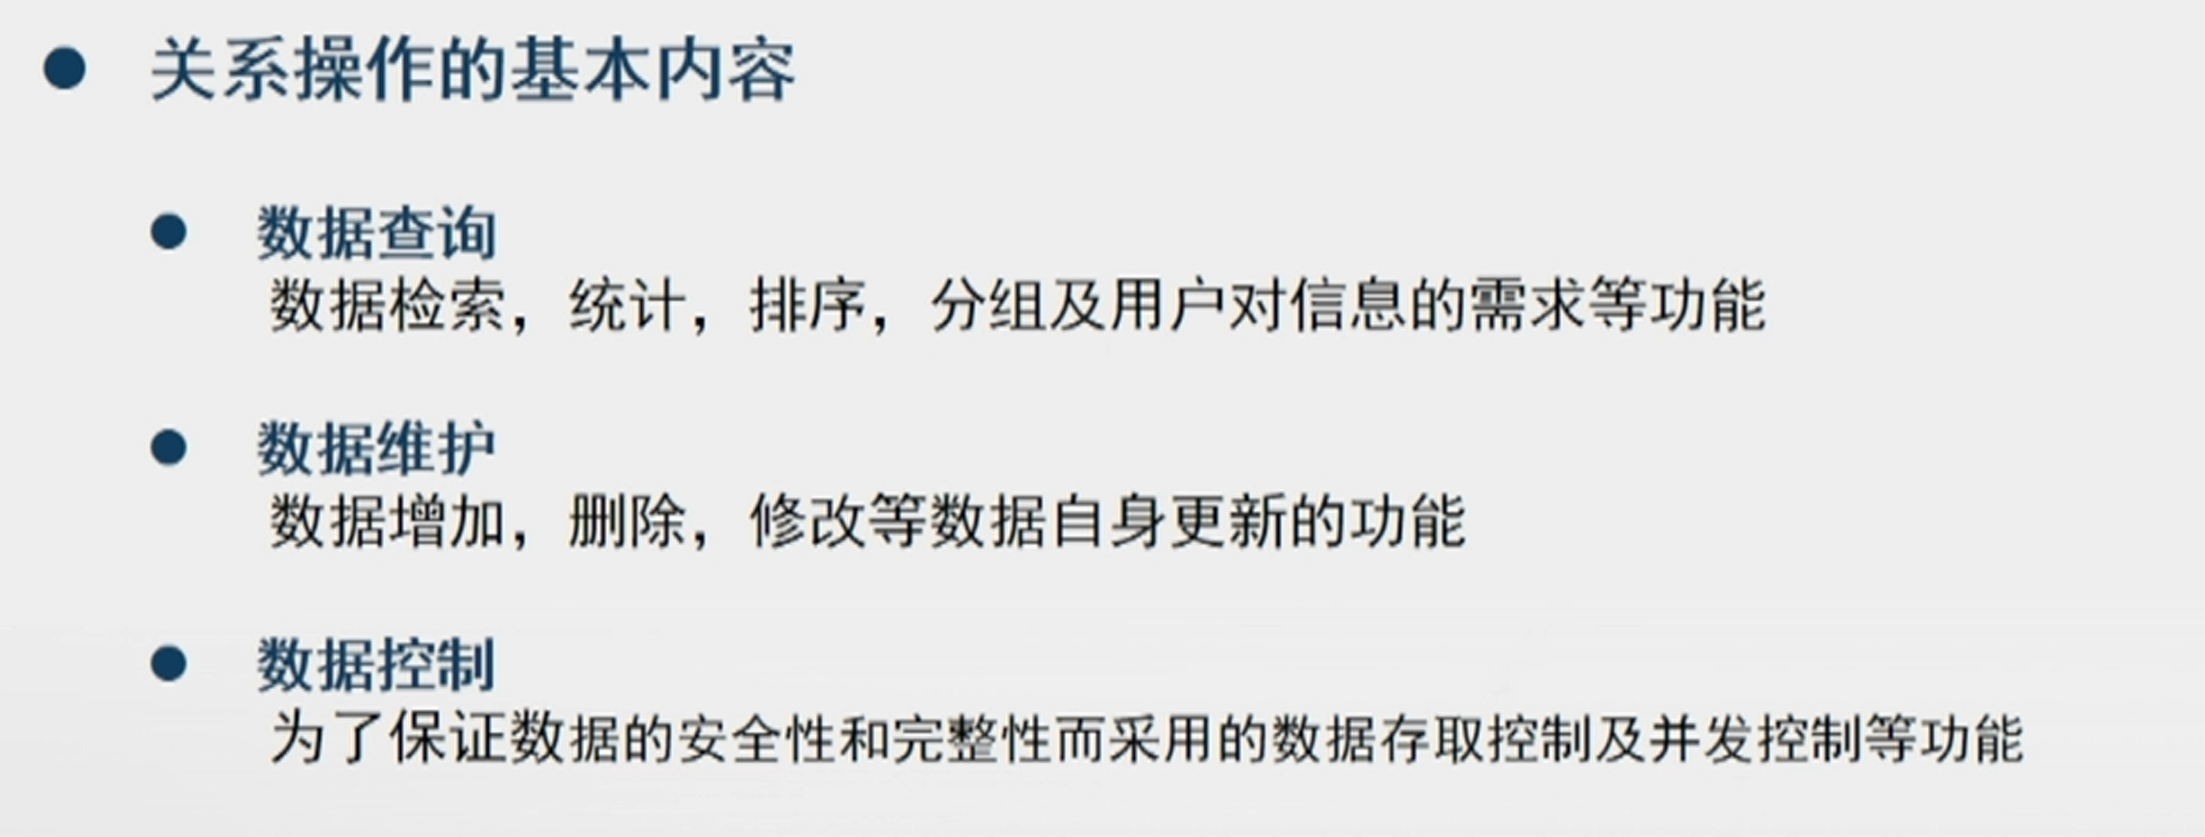 关系操作的基本内容
数据查询
数据检索，统计，排序，分组及用户对信息的需求等功能
数据维护
数据增加，删除，修改等数据自身更新的功能
数据控制
为了保证数据的安全性和完整性而采用的数据存取控制及并发控制等功能